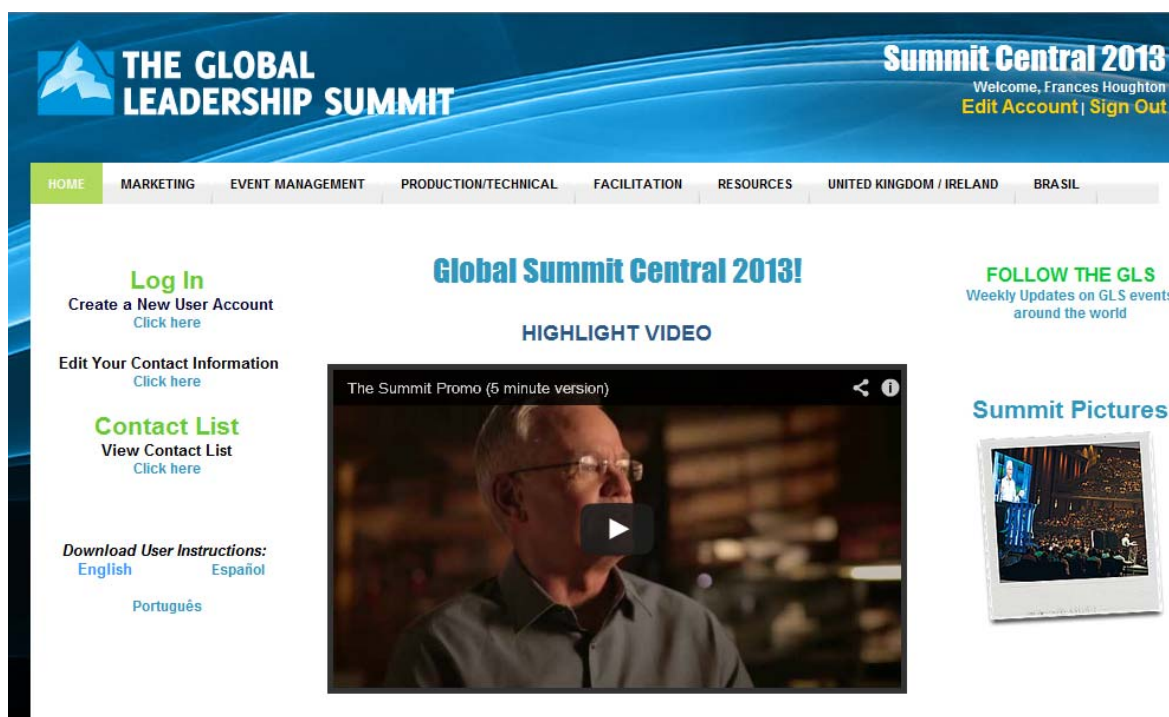 THE GLOBAL
LEADERSHIP SUMMIT
Summit Central 2013
Welcome, Frances Houghton
Edit Account | Sign Out
HOME MARKETING EVENT MANAGEMENT PRODUCTION/TECHNICAL FACILITATION RESOURCES UNITED KINGDOM / IRELAND BRASIL
Log In
Create a New User Account
Click here
Edit Your Contact Information
Click here
Contact List
View Contact List
Click here
Download User Instructions:
English Español
Português
Global Summit Central 2013!
HIGHLIGHT VIDEO
The Summit Promo (5 minute version)
FOLLOW THE GLS
Weekly Updates on GLS events
around the world
Summit Pictures